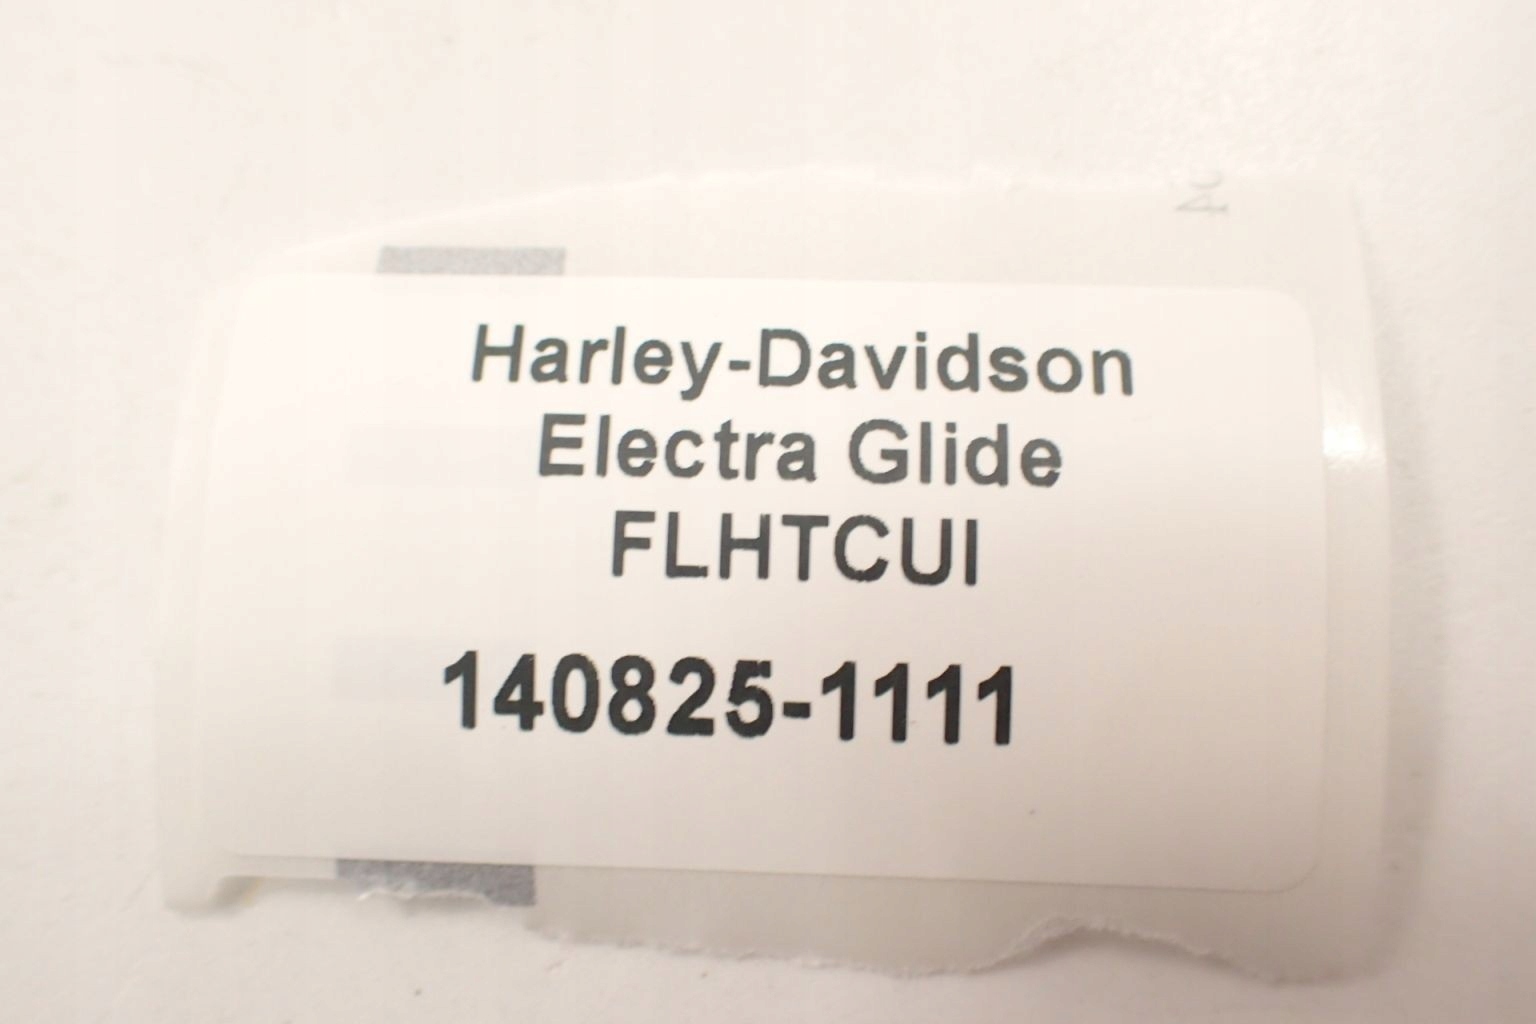 Harley-Davidson
Electra Glide
FLHTCUI
140825-1111